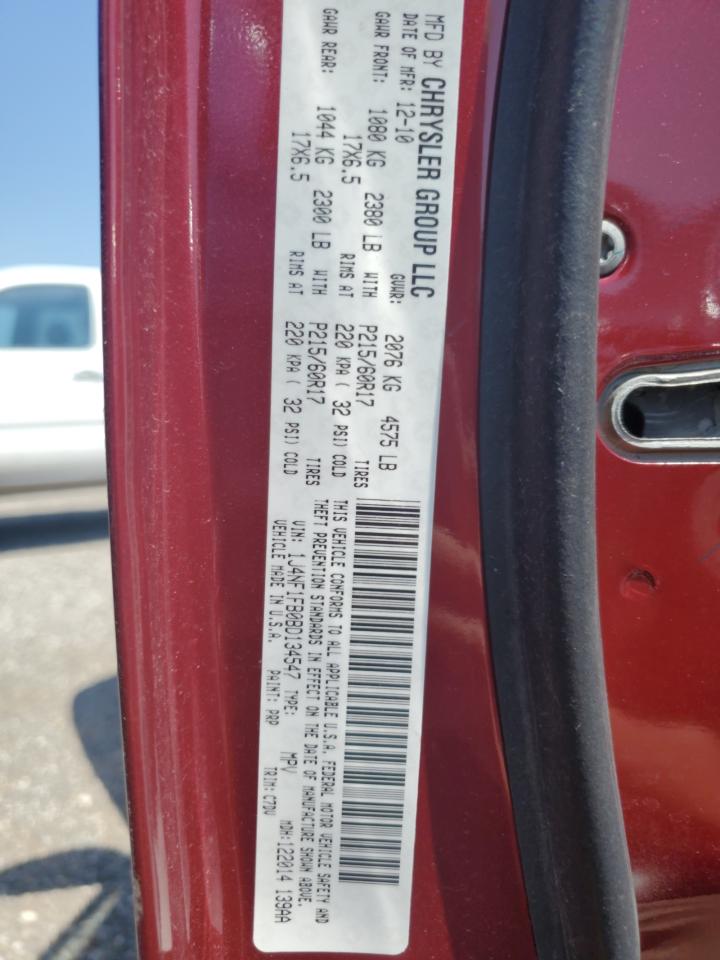 MFD BY CHRYSLER GROUP LLC
DATE OF MFR: 12-10 GVWR: 2076 KG 4575 LB
GAWR FRONT: 1080 KG 2380 LB WITH P215/60R17 TIRES
17X6.5 RIMS AT 220 KPA ( 32 PSI) COLD
GAWR REAR: 1044 KG 2300 LB WITH P215/60R17 TIRES
17X6.5 RIMS AT 220 KPA ( 32 PSI) COLD
THIS VEHICLE CONFORMS TO ALL APPLICABLE U.S.A. FEDERAL MOTOR VEHICLE SAFETY AND
THEFT PREVENTION STANDARDS IN EFFECT ON THE DATE OF MANUFACTURE SHOWN ABOVE.
VIN: 1J4NF1FB0BD134547 TYPE: MPV MDH:122014 139AA
VEHICLE MADE IN U.S.A. PAINT: PRP TRIM: C7DV